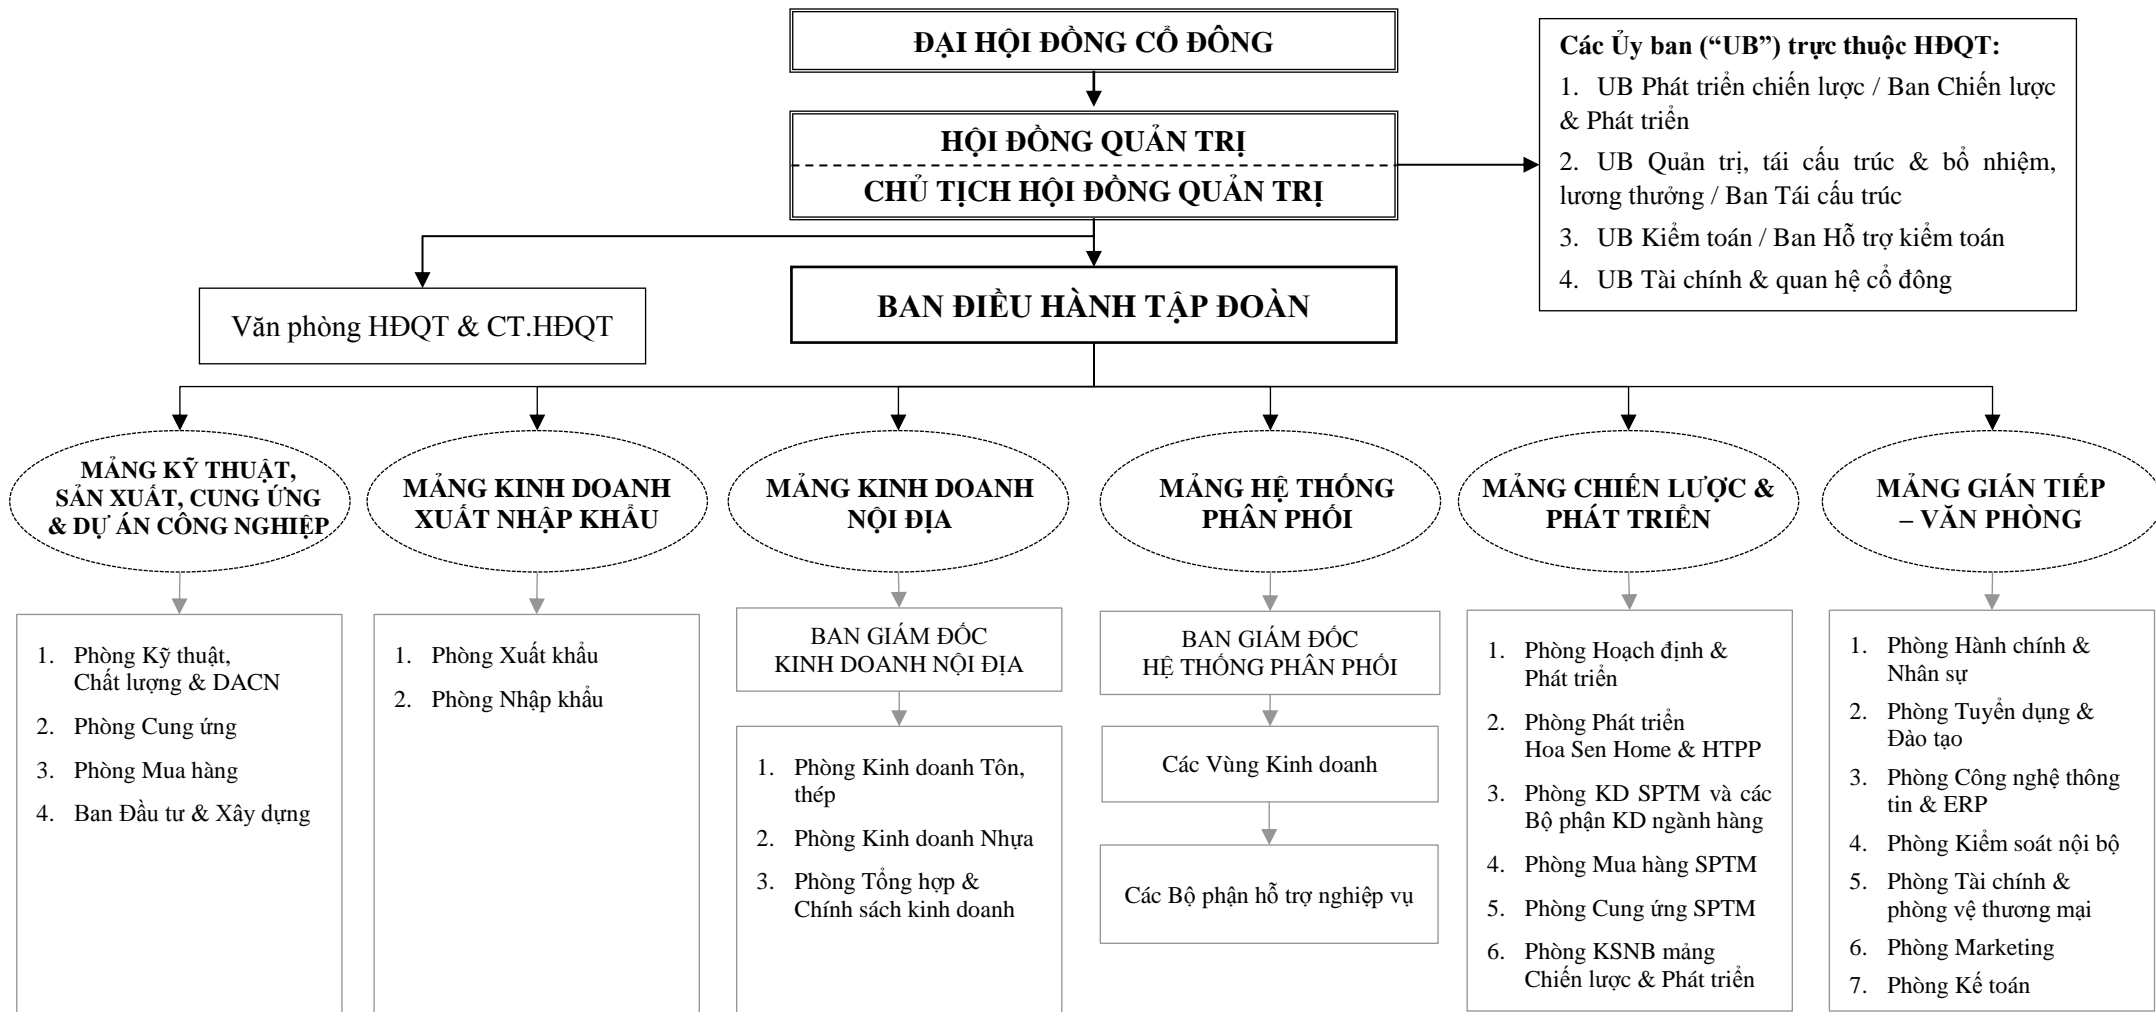 ĐẠI HỘI ĐỒNG CỔ ĐÔNG
HỘI ĐỒNG QUẢN TRỊ
CHỦ TỊCH HỘI ĐỒNG QUẢN TRỊ
Các Ủy ban (“UB”) trực thuộc HĐQT:
1. UB Phát triển chiến lược / Ban Chiến lược
& Phát triển
2. UB Quản trị, tái cấu trúc & bổ nhiệm,
lương thưởng / Ban Tái cấu trúc
3. UB Kiểm toán / Ban Hỗ trợ kiểm toán
4. UB Tài chính & quan hệ cổ đông
Văn phòng HĐQT & CT.HĐQT
BAN ĐIỀU HÀNH TẬP ĐOÀN
MẢNG KỸ THUẬT,
SẢN XUẤT, CUNG ỨNG
& DỰ ÁN CÔNG NGHIỆP
1. Phòng Kỹ thuật,
Chất lượng & DACN
2. Phòng Cung ứng
3. Phòng Mua hàng
4. Ban Đầu tư & Xây dựng
MẢNG KINH DOANH
XUẤT NHẬP KHẨU
1. Phòng Xuất khẩu
2. Phòng Nhập khẩu
MẢNG KINH DOANH
NỘI ĐỊA
BAN GIÁM ĐỐC
KINH DOANH NỘI ĐỊA
1. Phòng Kinh doanh Tôn,
thép
2. Phòng Kinh doanh Nhựa
3. Phòng Tổng hợp &
Chính sách kinh doanh
MẢNG HỆ THỐNG
PHÂN PHỐI
BAN GIÁM ĐỐC
HỆ THỐNG PHÂN PHỐI
Các Vùng Kinh doanh
Các Bộ phận hỗ trợ nghiệp vụ
MẢNG CHIẾN LƯỢC &
PHÁT TRIỂN
1. Phòng Hoạch định &
Phát triển
2. Phòng Phát triển
Hoa Sen Home & HTPP
3. Phòng KD SPTM và các
Bộ phận KD ngành hàng
4. Phòng Mua hàng SPTM
5. Phòng Cung ứng SPTM
6. Phòng KSNB mảng
Chiến lược & Phát triển
MẢNG GIÁN TIẾP
– VĂN PHÒNG
1. Phòng Hành chính &
Nhân sự
2. Phòng Tuyển dụng &
Đào tạo
3. Phòng Công nghệ thông
tin & ERP
4. Phòng Kiểm soát nội bộ
5. Phòng Tài chính &
phòng vệ thương mại
6. Phòng Marketing
7. Phòng Kế toán